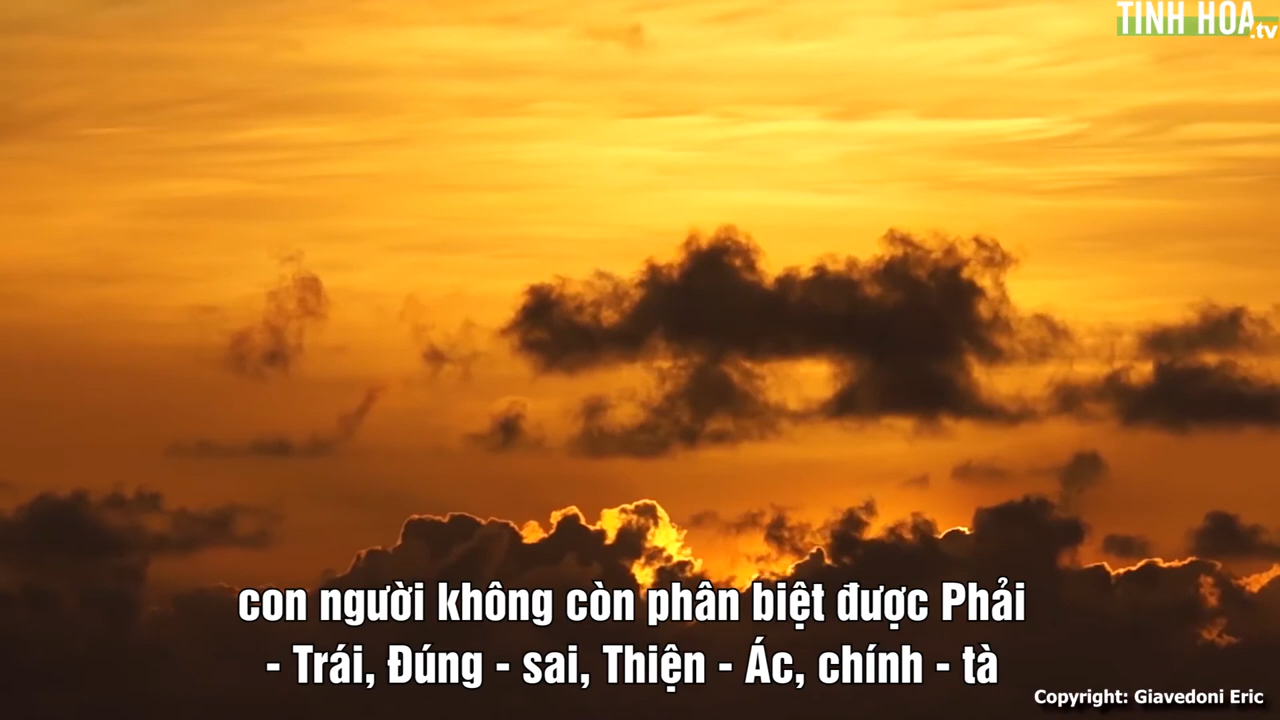 TINH HOA
.tv
con người không còn phân biệt được Phải
- Trái, Đúng - sai, Thiện - Ác, chính - tà
Copyright: Giavedoni Eric